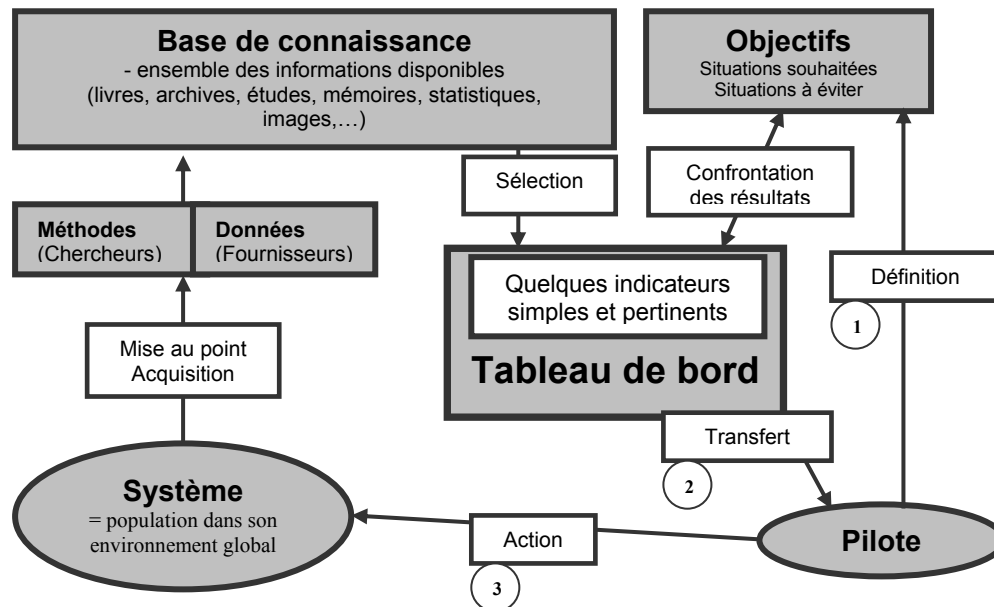 Base de connaissance
- ensemble des informations disponibles
(livres, archives, études, mémoires, statistiques,
images,…)
Objectifs
Situations souhaitées
Situations à éviter
Sélection
Confrontation
des résultats
Méthodes
(Chercheurs)
Données
(Fournisseurs)
Quelques indicateurs
simples et pertinents
Tableau de bord
Définition
1
Mise au point
Acquisition
Transfert
2
Système
= population dans son
environnement global
Action
3
Pilote